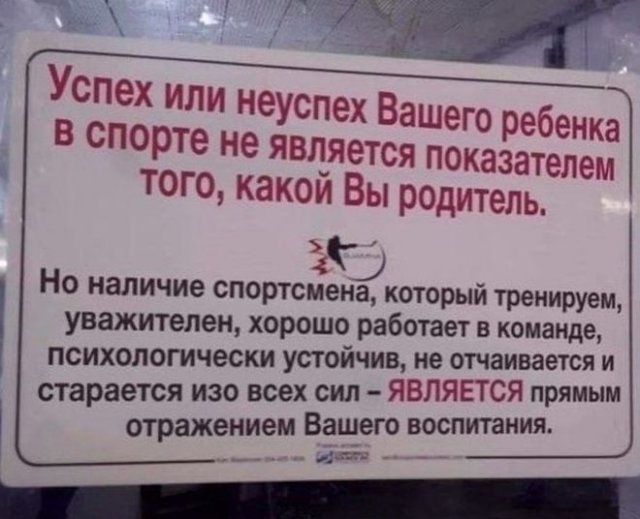 Успех или неуспех Вашего ребенка
в спорте не является показателем
того, какой Вы родитель.
Но наличие спортсмена, который тренируем,
уважителен, хорошо работает в команде,
психологически устойчив, не отчаивается и
старается изо всех сил – ЯВЛЯЕТСЯ прямым
отражением Вашего воспитания.